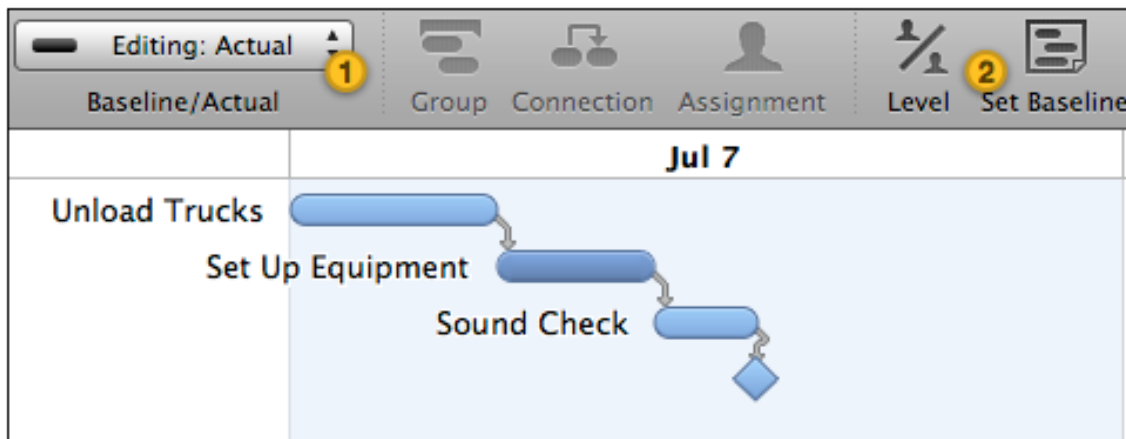 Editing: Actual
1
2
Baseline/Actual
Group
Connection
Assignment
Level
Set Baseline
Jul 7
Unload Trucks
Set Up Equipment
Sound Check